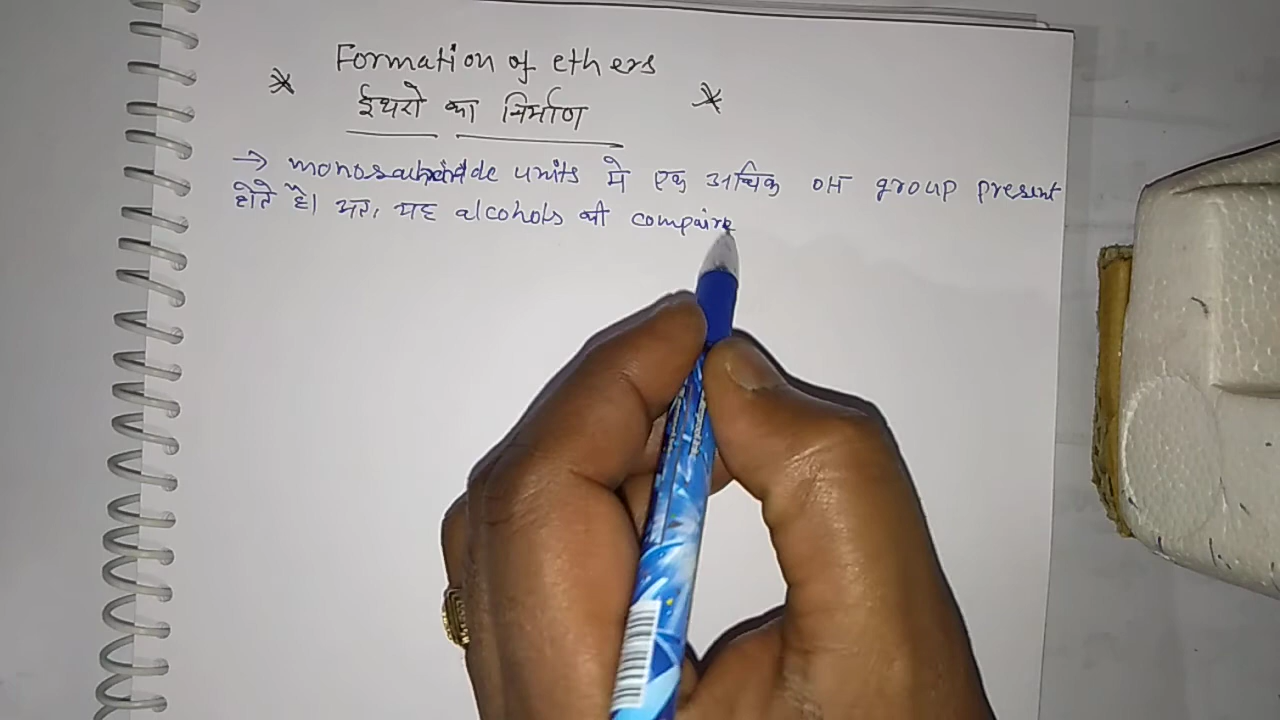 Formation of ethers
ईथरो का निर्माण
→ monosaccharide units मे एक अधिक OH group present
होते है। अतः यह alcohols की compaire